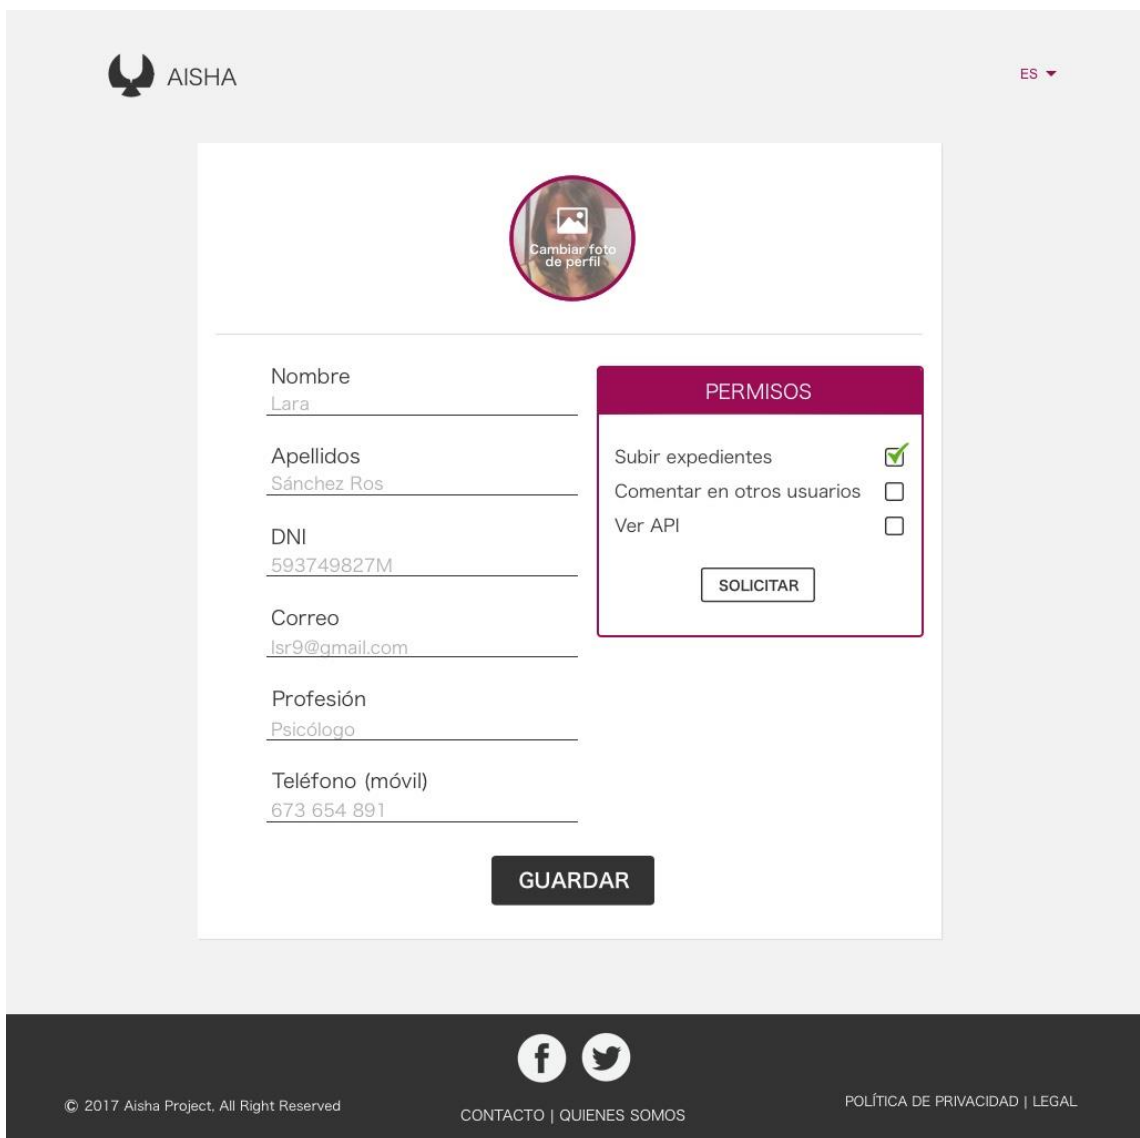 AISHA
ES
Cambiar foto
de perfil
Nombre
Lara
Apellidos
Sánchez Ros
DNI
593749827M
Correo
lsr9@gmail.com
Profesión
Psicólogo
Teléfono (móvil)
673 654 891
PERMISOS
Subir expedientes
Comentar en otros usuarios
Ver API
SOLICITAR
GUARDAR
© 2017 Aisha Project, All Right Reserved
CONTACTO | QUIENES SOMOS
POLÍTICA DE PRIVACIDAD | LEGAL